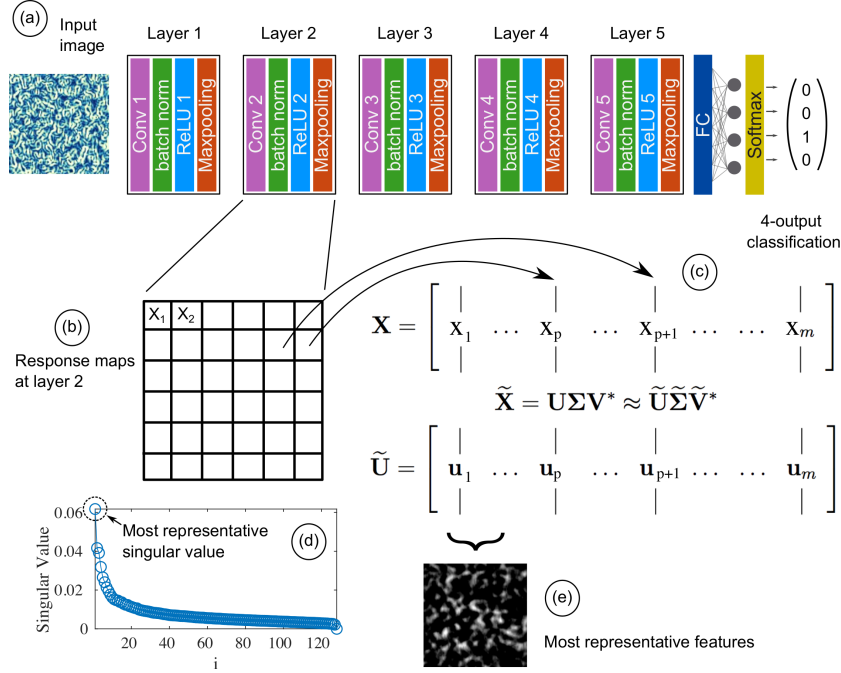 (a)
Input
image
Layer 1
Layer 2
Layer 3
Layer 4
Layer 5
Conv 1
batch norm
ReLU 1
Maxpooling
Conv 2
batch norm
ReLU 2
Maxpooling
Conv 3
batch norm
ReLU 3
Maxpooling
Conv 4
batch norm
ReLU 4
Maxpooling
Conv 5
batch norm
ReLU 5
Maxpooling
FC
Softmax
0
0
1
0
4-output
classification
(b)
Response maps
at layer 2
X₁ X₂
(c)
X = [ x₁ ... xₚ ... xₚ₊₁ ... ... xₘ ]
X̃ = UΣV* ≈ ŨΣ̃Ṽ*
Ũ = [ u₁ ... uₚ ... uₚ₊₁ ... ... uₘ ]
(d)
Most representative
singular value
Singular Value
0.06
0.04
0.02
0
20 40 60 80 100 120
i
(e)
Most representative features